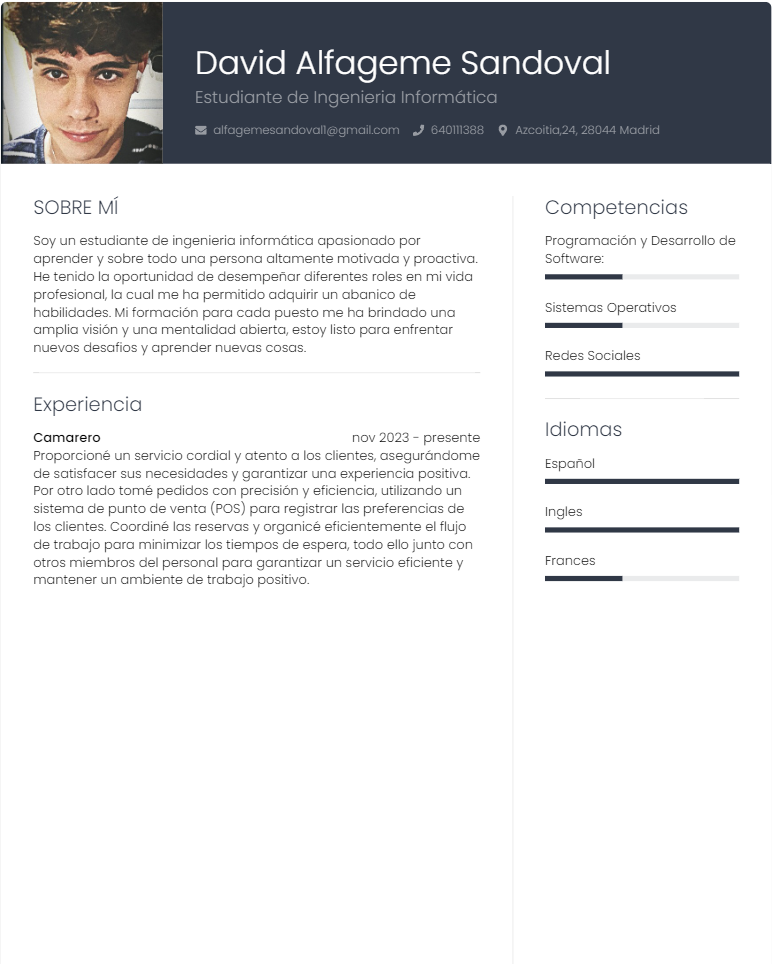 David Alfageme Sandoval
Estudiante de Ingenieria Informática
alfagemesandoval1@gmail.com 640111388 Azcoitia,24, 28044 Madrid
SOBRE MÍ
Soy un estudiante de ingenieria informática apasionado por
aprender y sobre todo una persona altamente motivada y proactiva.
He tenido la oportunidad de desempeñar diferentes roles en mi vida
profesional, la cual me ha permitido adquirir un abanico de
habilidades. Mi formación para cada puesto me ha brindado una
amplia visión y una mentalidad abierta, estoy listo para enfrentar
nuevos desafios y aprender nuevas cosas.
Experiencia
Camarero nov 2023 - presente
Proporcioné un servicio cordial y atento a los clientes, asegurándome
de satisfacer sus necesidades y garantizar una experiencia positiva.
Por otro lado tomé pedidos con precisión y eficiencia, utilizando un
sistema de punto de venta (POS) para registrar las preferencias de
los clientes. Coordiné las reservas y organicé eficientemente el flujo
de trabajo para minimizar los tiempos de espera, todo ello junto con
otros miembros del personal para garantizar un servicio eficiente y
mantener un ambiente de trabajo positivo.
Competencias
Programación y Desarrollo de
Software:
Sistemas Operativos
Redes Sociales
Idiomas
Español
Ingles
Frances